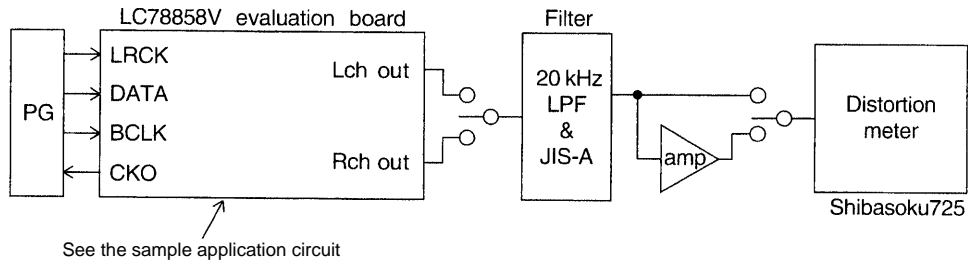 LC78858V evaluation board
Filter
PG
LRCK
DATA
BCLK
CKO
Lch out
Rch out
20 kHz
LPF
&
JIS-A
amp
Distortion
meter
Shibasoku725
See the sample application circuit